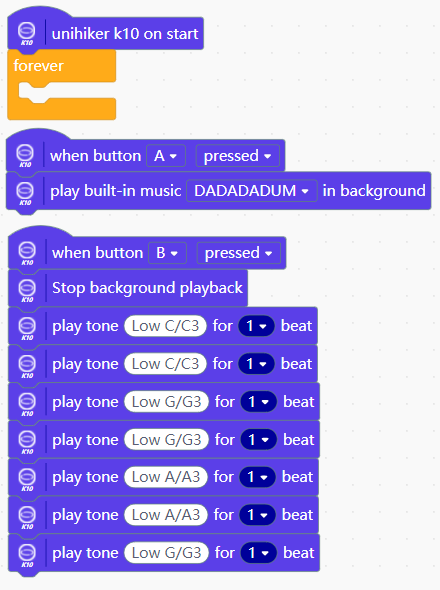 K10 unihiker k10 on start
forever
K10 when button A pressed
K10 play built-in music DADADADUM in background
K10 when button B pressed
K10 Stop background playback
K10 play tone Low C/C3 for 1 beat
K10 play tone Low C/C3 for 1 beat
K10 play tone Low G/G3 for 1 beat
K10 play tone Low G/G3 for 1 beat
K10 play tone Low A/A3 for 1 beat
K10 play tone Low A/A3 for 1 beat
K10 play tone Low G/G3 for 1 beat